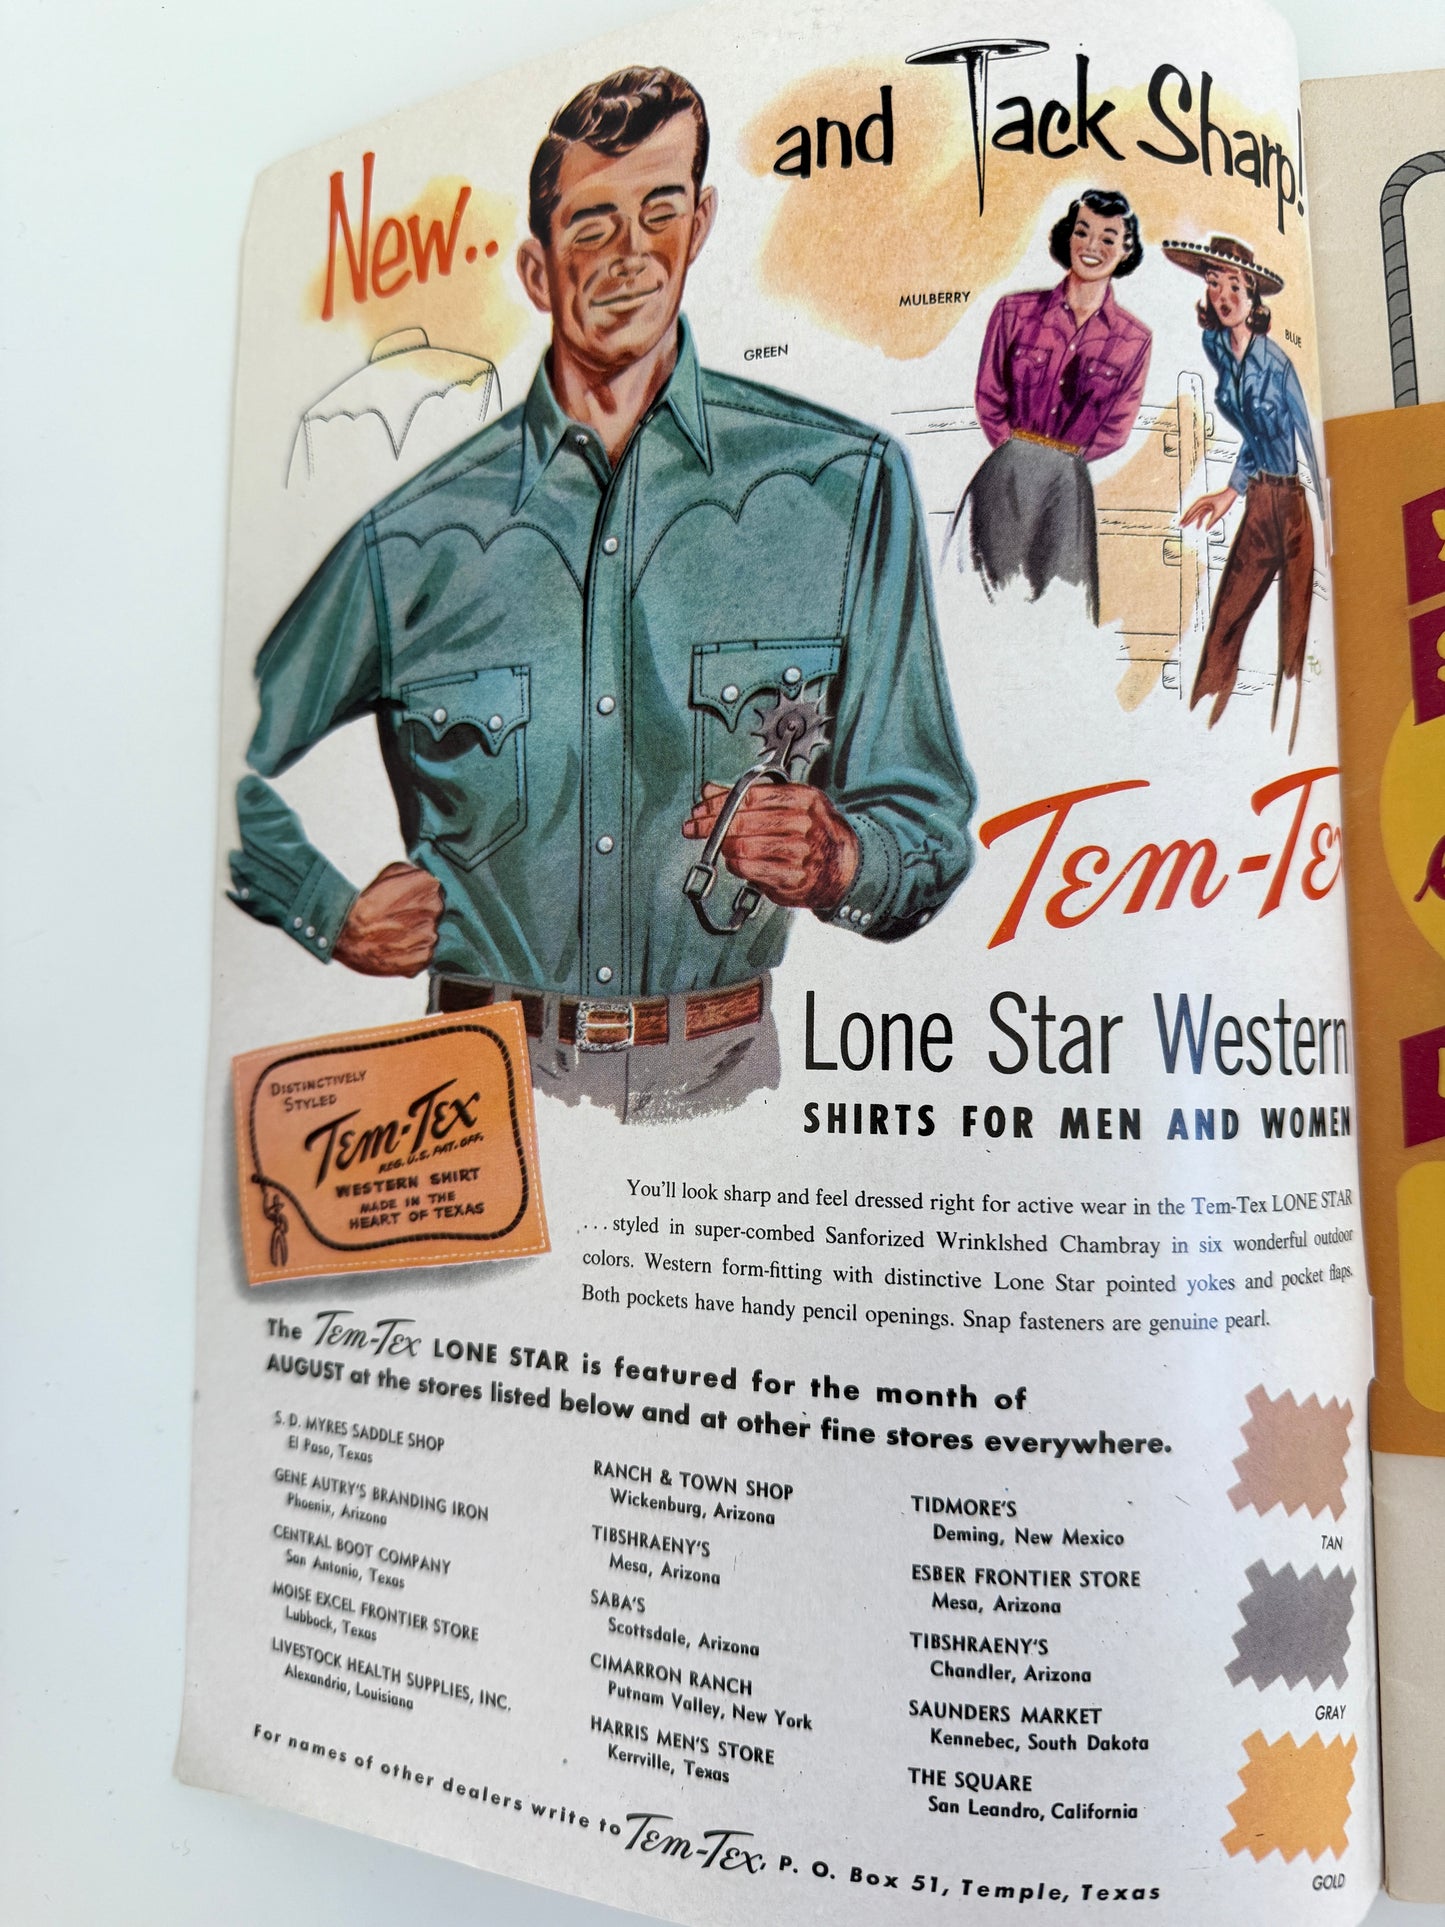 New..
and Tack Sharp!
MULBERRY
BLUE
GREEN
Tem-Tex
Lone Star Western
SHIRTS FOR MEN AND WOMEN
DISTINCTIVELY
STYLED
TEM-TEX
REG. U.S. PAT. OFF.
WESTERN SHIRT
MADE IN THE
HEART OF TEXAS
You'll look sharp and feel dressed right for active wear in the Tem-Tex LONE STAR
...styled in super-combed Sanforized Wrinklshed Chambray in six wonderful outdoor
colors. Western form-fitting with distinctive Lone Star pointed yokes and pocket flaps.
Both pockets have handy pencil openings. Snap fasteners are genuine pearl.
The Tem-Tex LONE STAR is featured for the month of
AUGUST at the stores listed below and at other fine stores everywhere.
S. D. MYRES SADDLE SHOP
El Paso, Texas
GENE AUTRY'S BRANDING IRON
Phoenix, Arizona
CENTRAL BOOT COMPANY
San Antonio, Texas
MOISE EXCEL FRONTIER STORE
Lubbock, Texas
LIVESTOCK HEALTH SUPPLIES, INC.
Alexandria, Louisiana
RANCH & TOWN SHOP
Wickenburg, Arizona
TIBSHRAENY'S
Mesa, Arizona
SABA'S
Scottsdale, Arizona
CIMARRON RANCH
Putnam Valley, New York
HARRIS MEN'S STORE
Kerrville, Texas
TIDMORE'S
Deming, New Mexico
ESBER FRONTIER STORE
Mesa, Arizona
TIBSHRAENY'S
Chandler, Arizona
SAUNDERS MARKET
Kennebec, South Dakota
THE SQUARE
San Leandro, California
TAN
GRAY
GOLD
For names of other dealers write to Tem-Tex, P. O. Box 51, Temple, Texas